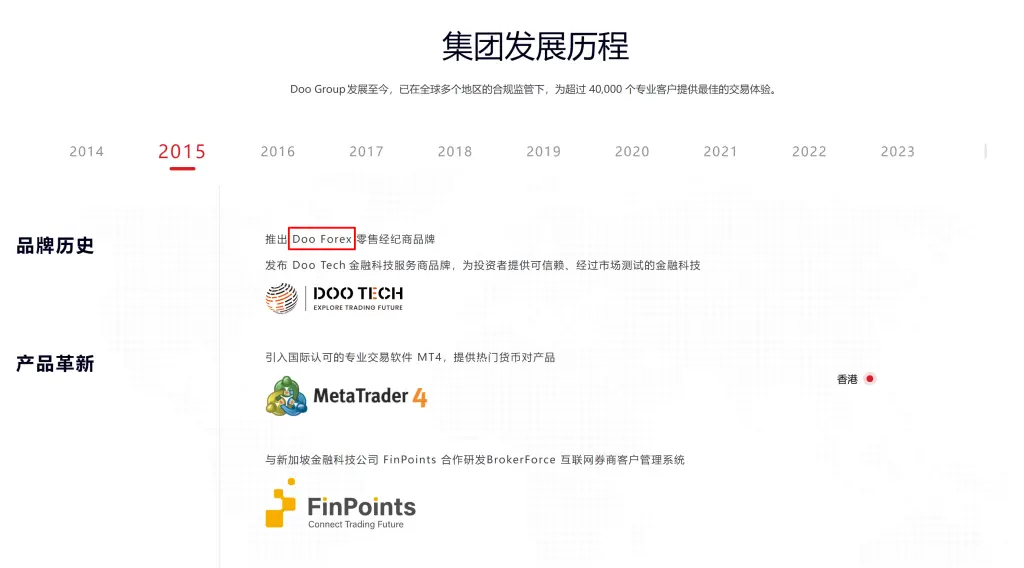 集团发展历程
Doo Group发展至今，已在全球多个地区的合规监管下，为超过 40,000 个专业客户提供最佳的交易体验。
2014 2015 2016 2017 2018 2019 2020 2021 2022 2023
品牌历史
推出 Doo Forex 零售经纪商品牌
发布 Doo Tech 金融科技服务商品牌，为投资者提供可信赖、经过市场测试的金融科技
DOO TECH
EXPLORE TRADING FUTURE
产品革新
引入国际认可的专业交易软件 MT4，提供热门货币对产品
香港
MetaTrader 4
与新加坡金融科技公司 FinPoints 合作研发BrokerForce 互联网券商客户管理系统
FinPoints
Connect Trading Future